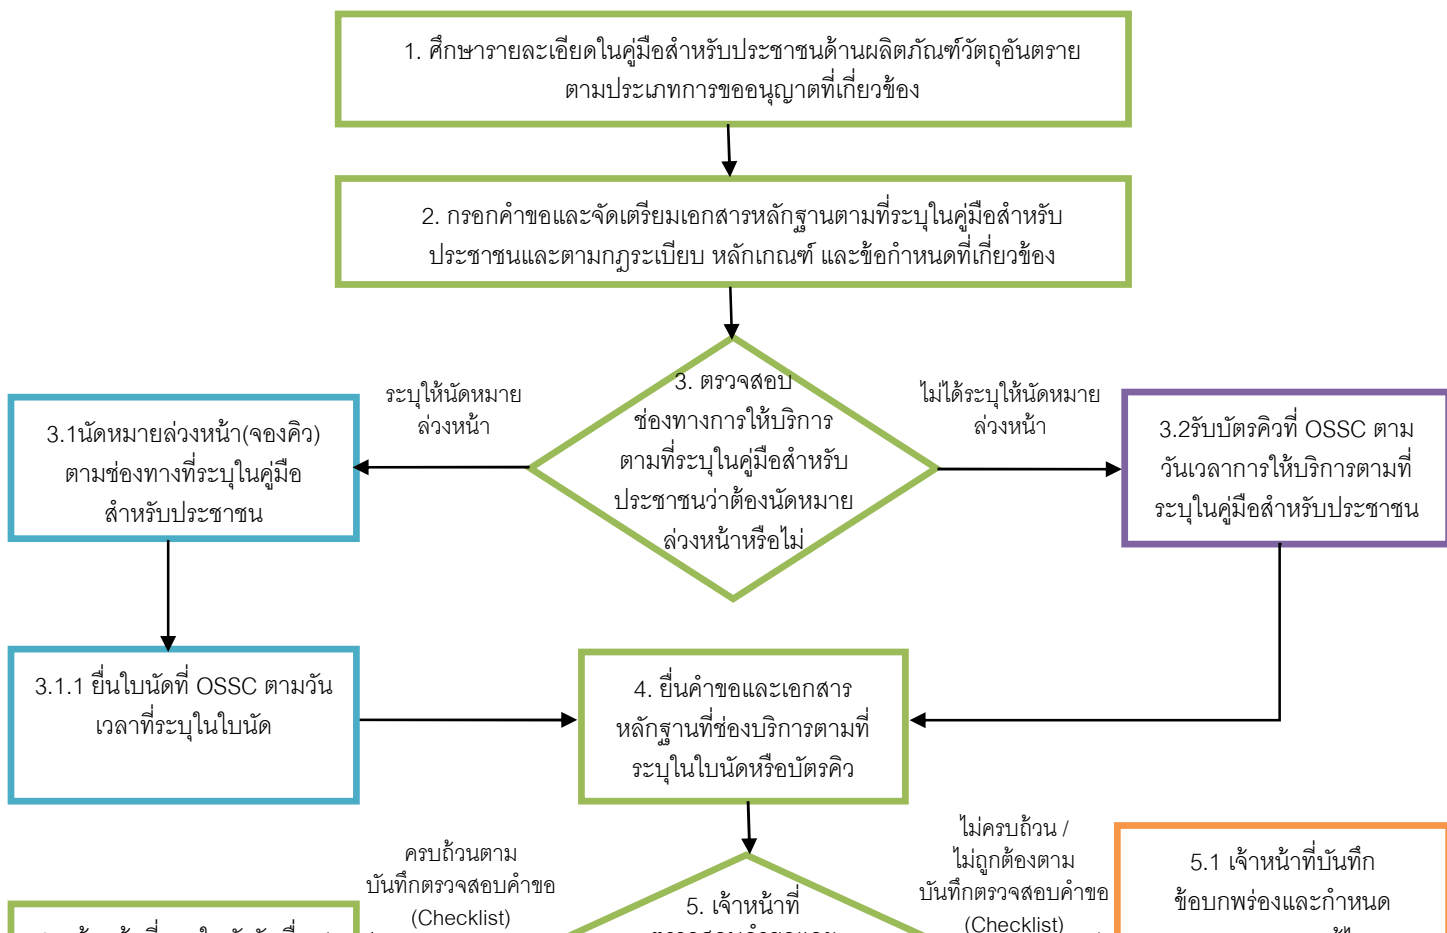 1. ศึกษารายละเอียดในคู่มือสำหรับประชาชนด้านผลิตภัณฑ์วัตถุอันตราย
ตามประเภทการขออนุญาตที่เกี่ยวข้อง
2. กรอกคำขอและจัดเตรียมเอกสารหลักฐานตามที่ระบุในคู่มือสำหรับ
ประชาชนและตามกฎระเบียบ หลักเกณฑ์ และข้อกำหนดที่เกี่ยวข้อง
3. ตรวจสอบ
ช่องทางการให้บริการ
ตามที่ระบุในคู่มือสำหรับ
ประชาชนว่าต้องนัดหมาย
ล่วงหน้าหรือไม่
ระบุให้นัดหมาย
ล่วงหน้า
ไม่ได้ระบุให้นัดหมาย
ล่วงหน้า
3.1นัดหมายล่วงหน้า(จองคิว)
ตามช่องทางที่ระบุในคู่มือ
สำหรับประชาชน
3.2รับบัตรคิวที่ OSSC ตาม
วันเวลาการให้บริการตามที่
ระบุในคู่มือสำหรับประชาชน
3.1.1 ยื่นใบนัดที่ OSSC ตามวัน
เวลาที่ระบุในใบนัด
4. ยื่นคำขอและเอกสาร
หลักฐานที่ช่องบริการตามที่
ระบุในใบนัดหรือบัตรคิว
ครบถ้วนตาม
บันทึกตรวจสอบคำขอ
(Checklist)
5. เจ้าหน้าที่
ไม่ครบถ้วน /
ไม่ถูกต้องตาม
บันทึกตรวจสอบคำขอ
(Checklist)
5.1 เจ้าหน้าที่บันทึก
ข้อบกพร่องและกำหนด